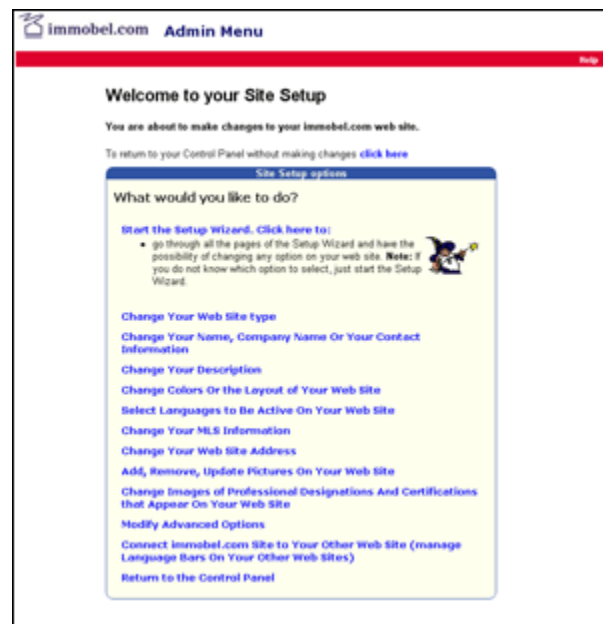 immobel.com Admin Menu
Help
Welcome to your Site Setup
You are about to make changes to your immobel.com web site.
To return to your Control Panel without making changes click here
Site Setup options
What would you like to do?
Start the Setup Wizard. Click here to:
• go through all the pages of the Setup Wizard and have the
possibility of changing any option on your web site. Note: If
you do not know which option to select, just start the Setup
Wizard.
Change Your Web Site type
Change Your Name, Company Name Or Your Contact
Information
Change Your Description
Change Colors Or the Layout of Your Web Site
Select Languages to Be Active On Your Web Site
Change Your MLS Information
Change Your Web Site Address
Add, Remove, Update Pictures On Your Web Site
Change Images of Professional Designations And Certifications
that Appear On Your Web Site
Modify Advanced Options
Connect immobel.com Site to Your Other Web Site (manage
Language Bars On Your Other Web Sites)
Return to the Control Panel